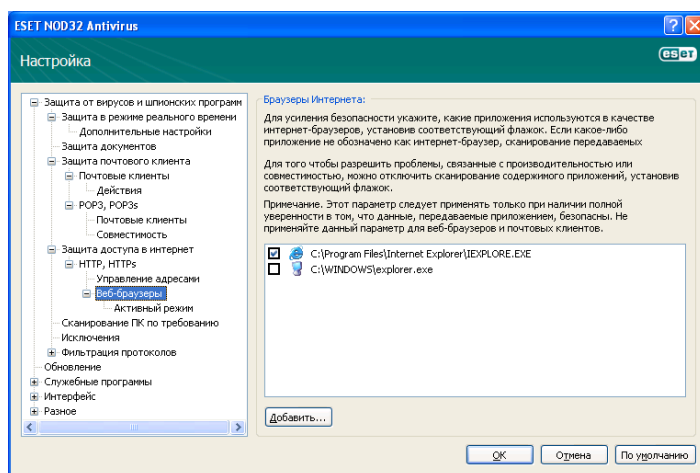 ESET NOD32 Antivirus
Настройка
eset
Защита от вирусов и шпионских програм
Защита в режиме реального времени
Дополнительные настройки
Защита документов
Защита почтового клиента
Почтовые клиенты
Действия
POP3, POP3s
Почтовые клиенты
Совместимость
Защита доступа в интернет
HTTP, HTTPs
Управление адресами
Веб-браузеры
Активный режим
Сканирование ПК по требованию
Исключения
Фильтрация протоколов
Обновление
Служебные программы
Интерфейс
Разное
Браузеры Интернета:
Для усиления безопасности укажите, какие приложения используются в качестве
интернет-браузеров, установив соответствующий флажок. Если какое-либо
приложение не обозначено как интернет-браузер, сканирование передаваемых
Для того чтобы разрешить проблемы, связанные с производительностью или
совместимостью, можно отключить сканирование содержимого приложений, установив
соответствующий флажок.
Примечание. Этот параметр следует применять только при наличии полной
уверенности в том, что данные, передаваемые приложением, безопасны. Не
применяйте данный параметр для веб-браузеров и почтовых клиентов.
C:\Program Files\Internet Explorer\IEXPLORE.EXE
C:\WINDOWS\explorer.exe
Добавить...
OK
Отмена
По умолчанию